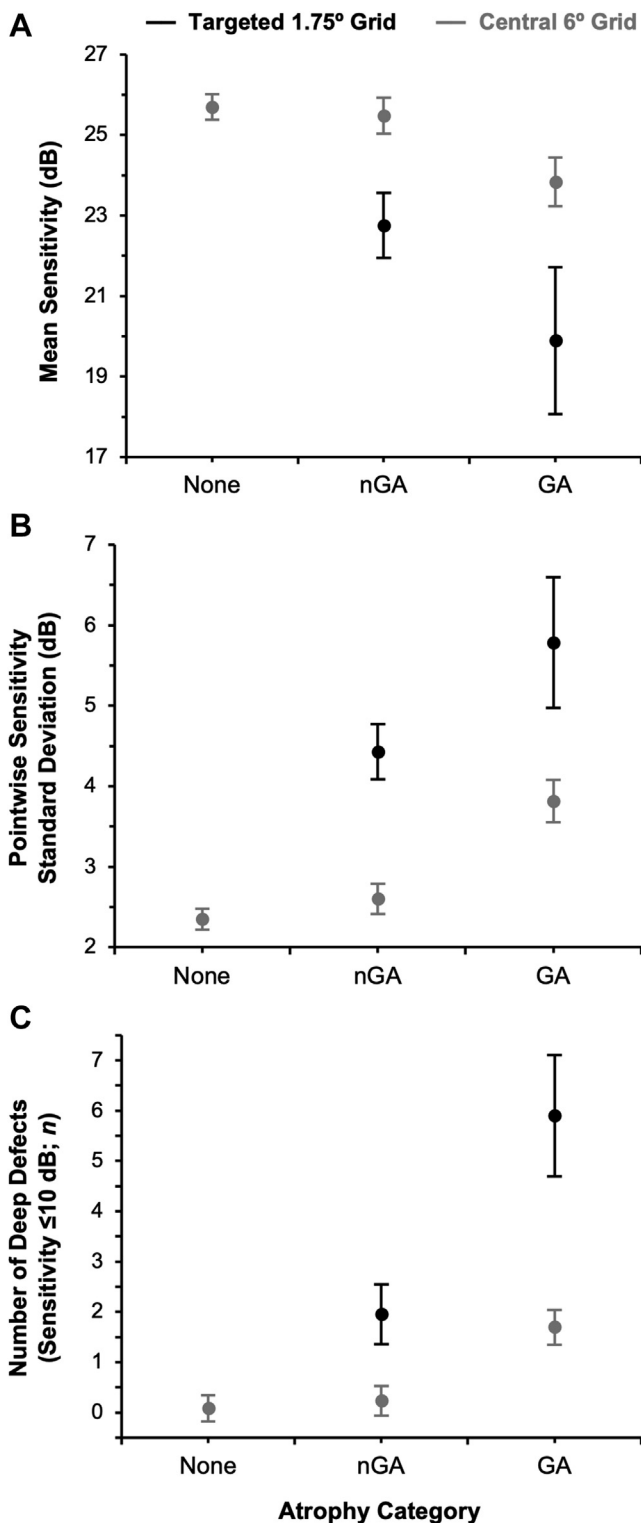 A
Targeted 1.75º Grid
Central 6º Grid
Mean Sensitivity (dB)
27
25
23
21
19
17
None
nGA
GA
B
Pointwise Sensitivity
Standard Deviation (dB)
7
6
5
4
3
2
None
nGA
GA
C
Number of Deep Defects
(Sensitivity ≤10 dB; n)
7
6
5
4
3
2
1
0
None
nGA
GA
Atrophy Category